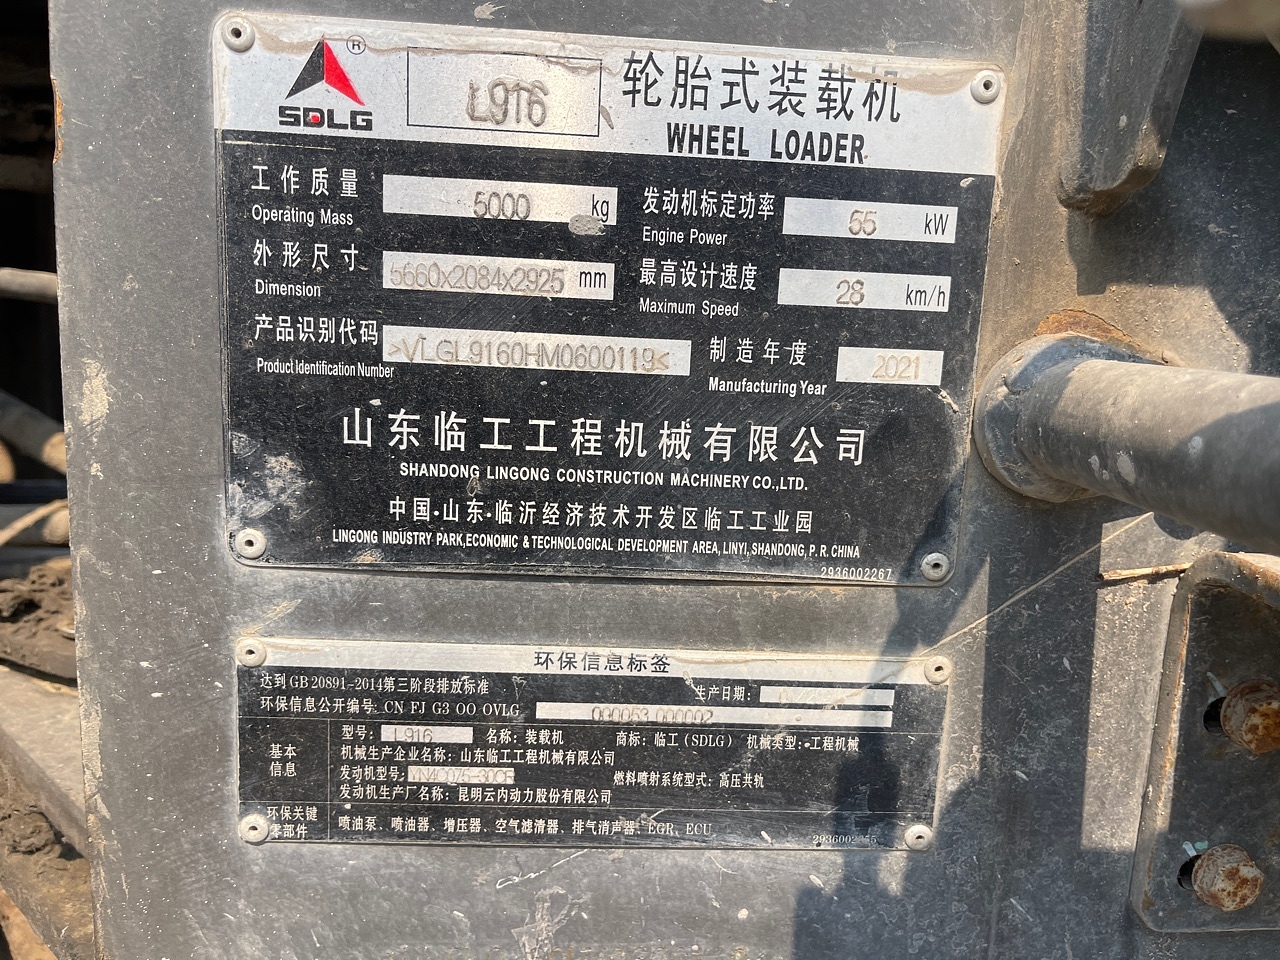 SDLG ®
L916
轮胎式装载机
WHEEL LOADER
工作质量 5000 kg
Operating Mass
发动机标定功率 55 kW
Engine Power
外形尺寸 5660x2084x2925 mm
Dimension
最高设计速度 28 km/h
Maximum Speed
产品识别代码 >VLGL9160HM0600119<
Product Identification Number
制造年度 2021
Manufacturing Year
山东临工工程机械有限公司
SHANDONG LINGONG CONSTRUCTION MACHINERY CO.,LTD.
中国·山东·临沂经济技术开发区临工工业园
LINGONG INDUSTRY PARK,ECONOMIC & TECHNOLOGICAL DEVELOPMENT AREA, LINYI, SHANDONG, P. R. CHINA
2936002267
环保信息标签
达到GB 20891-2014第三阶段排放标准
生产日期:
环保信息公开编号: CN FJ G3 OO OVLG 060053 000002
基本信息
型号: L916 名称: 装载机 商标: 临工 (SDLG) 机械类型: 工程机械
机械生产企业名称: 山东临工工程机械有限公司
发动机型号: YN4C075-30CR 燃料喷射系统型式: 高压共轨
发动机生产厂名称: 昆明云内动力股份有限公司
环保关键零部件
喷油泵、喷油器、增压器、空气滤清器、排气消声器、EGR、ECU